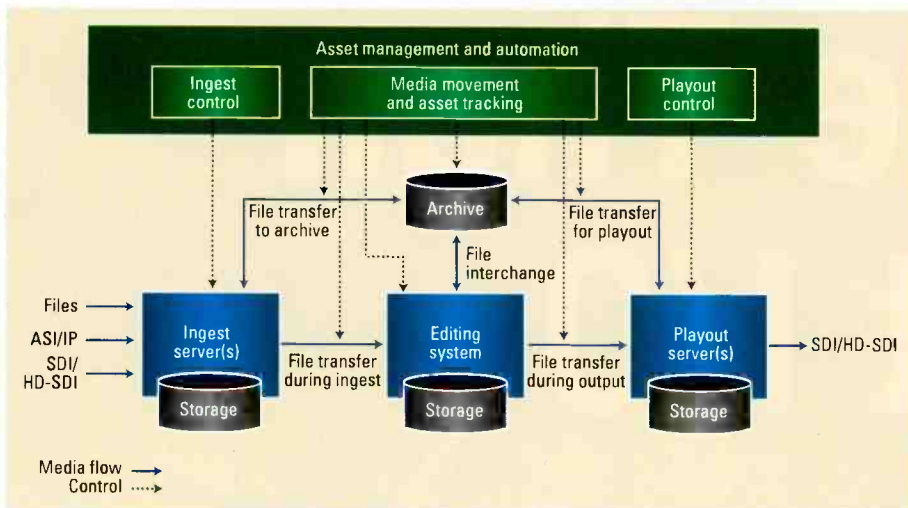 Asset management and automation
Ingest
control
Media movement
and asset tracking
Playout
control
Archive
File transfer
to archive
File transfer
for playout
File
interchange
Files
ASI/IP
SDI/
HD-SDI
Ingest
server(s)
Storage
File transfer
during ingest
Editing
system
Storage
File transfer
during output
Playout
server(s)
Storage
SDI/HD-SDI
Media flow
Control